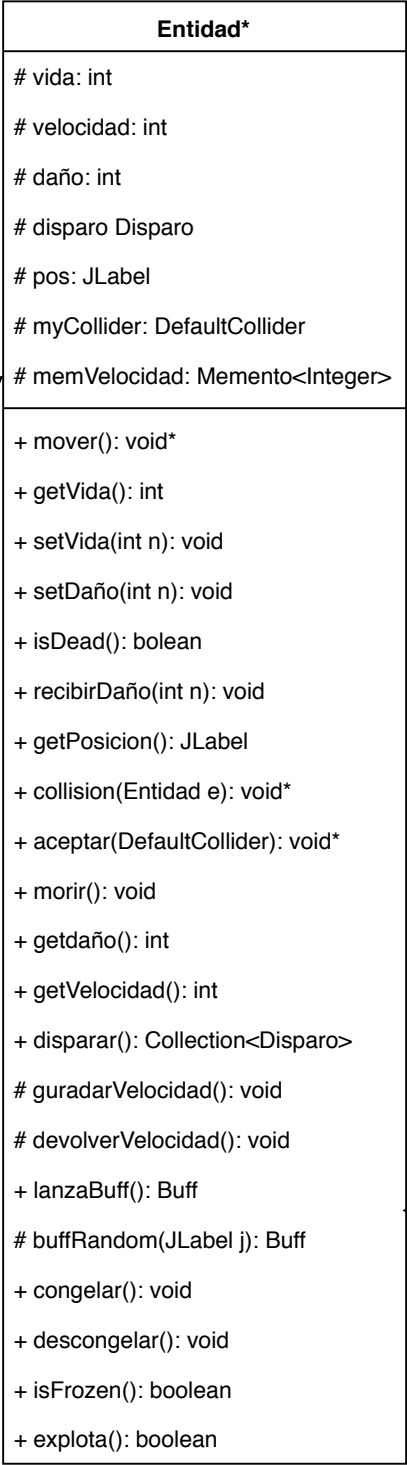 Entidad*
# vida: int
# velocidad: int
# daño: int
# disparo Disparo
# pos: JLabel
# myCollider: DefaultCollider
# memVelocidad: Memento<Integer>
+ mover(): void*
+ getVida(): int
+ setVida(int n): void
+ setDaño(int n): void
+ isDead(): bolean
+ recibirDaño(int n): void
+ getPosicion(): JLabel
+ collision(Entidad e): void*
+ aceptar(DefaultCollider): void*
+ morir(): void
+ getdaño(): int
+ getVelocidad(): int
+ disparar(): Collection<Disparo>
# guradarVelocidad(): void
# devolverVelocidad(): void
+ lanzaBuff(): Buff
# buffRandom(JLabel j): Buff
+ congelar(): void
+ descongelar(): void
+ isFrozen(): boolean
+ explota(): boolean